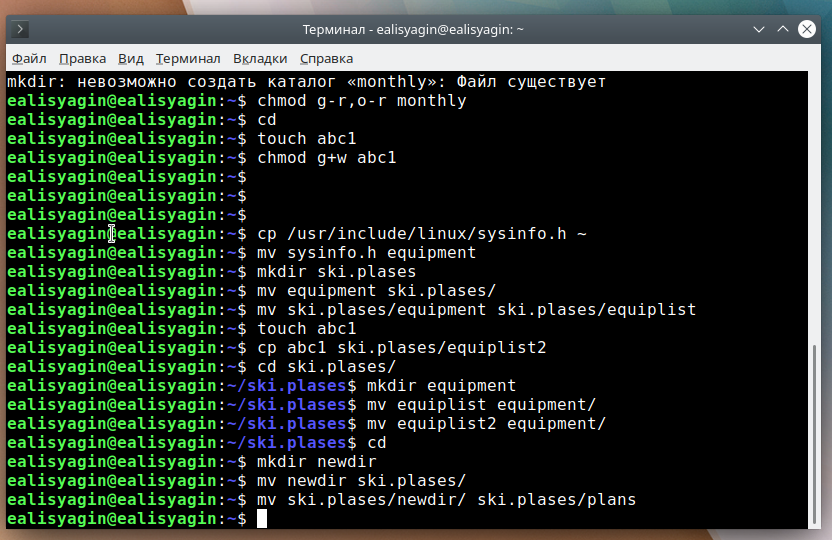 Терминал - ealisyagin@ealisyagin: ~
Файл Правка Вид Терминал Вкладки Справка
mkdir: невозможно создать каталог «monthly»: Файл существует
ealisyagin@ealisyagin:~$ chmod g-r,o-r monthly
ealisyagin@ealisyagin:~$ cd
ealisyagin@ealisyagin:~$ touch abc1
ealisyagin@ealisyagin:~$ chmod g+w abc1
ealisyagin@ealisyagin:~$
ealisyagin@ealisyagin:~$
ealisyagin@ealisyagin:~$
ealisyagin@ealisyagin:~$ cp /usr/include/linux/sysinfo.h ~
ealisyagin@ealisyagin:~$ mv sysinfo.h equipment
ealisyagin@ealisyagin:~$ mkdir ski.plases
ealisyagin@ealisyagin:~$ mv equipment ski.plases/
ealisyagin@ealisyagin:~$ mv ski.plases/equipment ski.plases/equiplist
ealisyagin@ealisyagin:~$ touch abc1
ealisyagin@ealisyagin:~$ cp abc1 ski.plases/equiplist2
ealisyagin@ealisyagin:~$ cd ski.plases/
ealisyagin@ealisyagin:~/ski.plases$ mkdir equipment
ealisyagin@ealisyagin:~/ski.plases$ mv equiplist equipment/
ealisyagin@ealisyagin:~/ski.plases$ mv equiplist2 equipment/
ealisyagin@ealisyagin:~/ski.plases$ cd
ealisyagin@ealisyagin:~$ mkdir newdir
ealisyagin@ealisyagin:~$ mv newdir ski.plases/
ealisyagin@ealisyagin:~$ mv ski.plases/newdir/ ski.plases/plans
ealisyagin@ealisyagin:~$